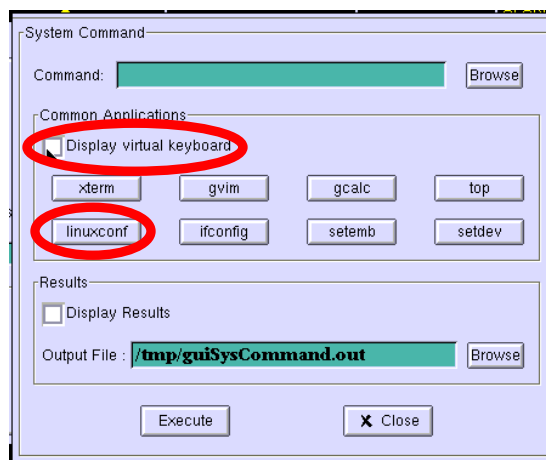 System Command
Command: Browse
Common Applications
Display virtual keyboard
xterm gvim gcalc top
linuxconf ifconfig setemb setdev
Results
Display Results
Output File : /tmp/guiSysCommand.out Browse
Execute X Close